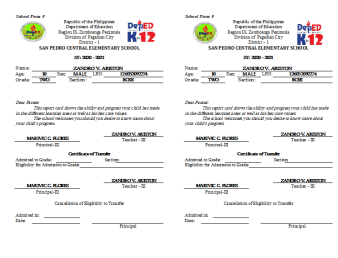 School Form 9
Republic of the Philippines
Department of Education
Region IX, Zamboanga Peninsula
Division of Pagadian City
District - 1
SAN PEDRO CENTRAL ELEMENTARY SCHOOL
SY: 2020 - 2021
DepED
K to 12
Name: ZANDRO V. ARISTON
Age: 10 Sex: MALE LRN:
Grade: TWO Section: ROSE
Dear Parent:
This report card shows the ability and progress your child has made
in the different learning areas as well as his/her core values.
The school welcomes you should you desire to know more about
your child's progress.
ZANDRO V. ARISTON
MARIVIC G. FLORES Teacher - III
Principal-III
Certificate of Transfer
Admitted to Grade: Section:
Eligibility for Admission to Grade:
ZANDRO V. ARISTON
MARIVIC G. FLORES Teacher - III
Principal-III
Cancellation of Eligibility to Transfer
Admitted in:
Date:
Principal
School Form 9
Republic of the Philippines
Department of Education
Region IX, Zamboanga Peninsula
Division of Pagadian City
District - 1
SAN PEDRO CENTRAL ELEMENTARY SCHOOL
SY: 2020 - 2021
DepED
K to 12
Name: ZANDRO V. ARISTON
Age: 10 Sex: MALE LRN:
Grade: TWO Section: ROSE
Dear Parent:
This report card shows the ability and progress your child has made
in the different learning areas as well as his/her core values.
The school welcomes you should you desire to know more about
your child's progress.
ZANDRO V. ARISTON
MARIVIC G. FLORES Teacher - III
Principal-III
Certificate of Transfer
Admitted to Grade: Section:
Eligibility for Admission to Grade:
ZANDRO V. ARISTON
MARIVIC G. FLORES Teacher - III
Principal-III
Cancellation of Eligibility to Transfer
Admitted in:
Date:
Principal